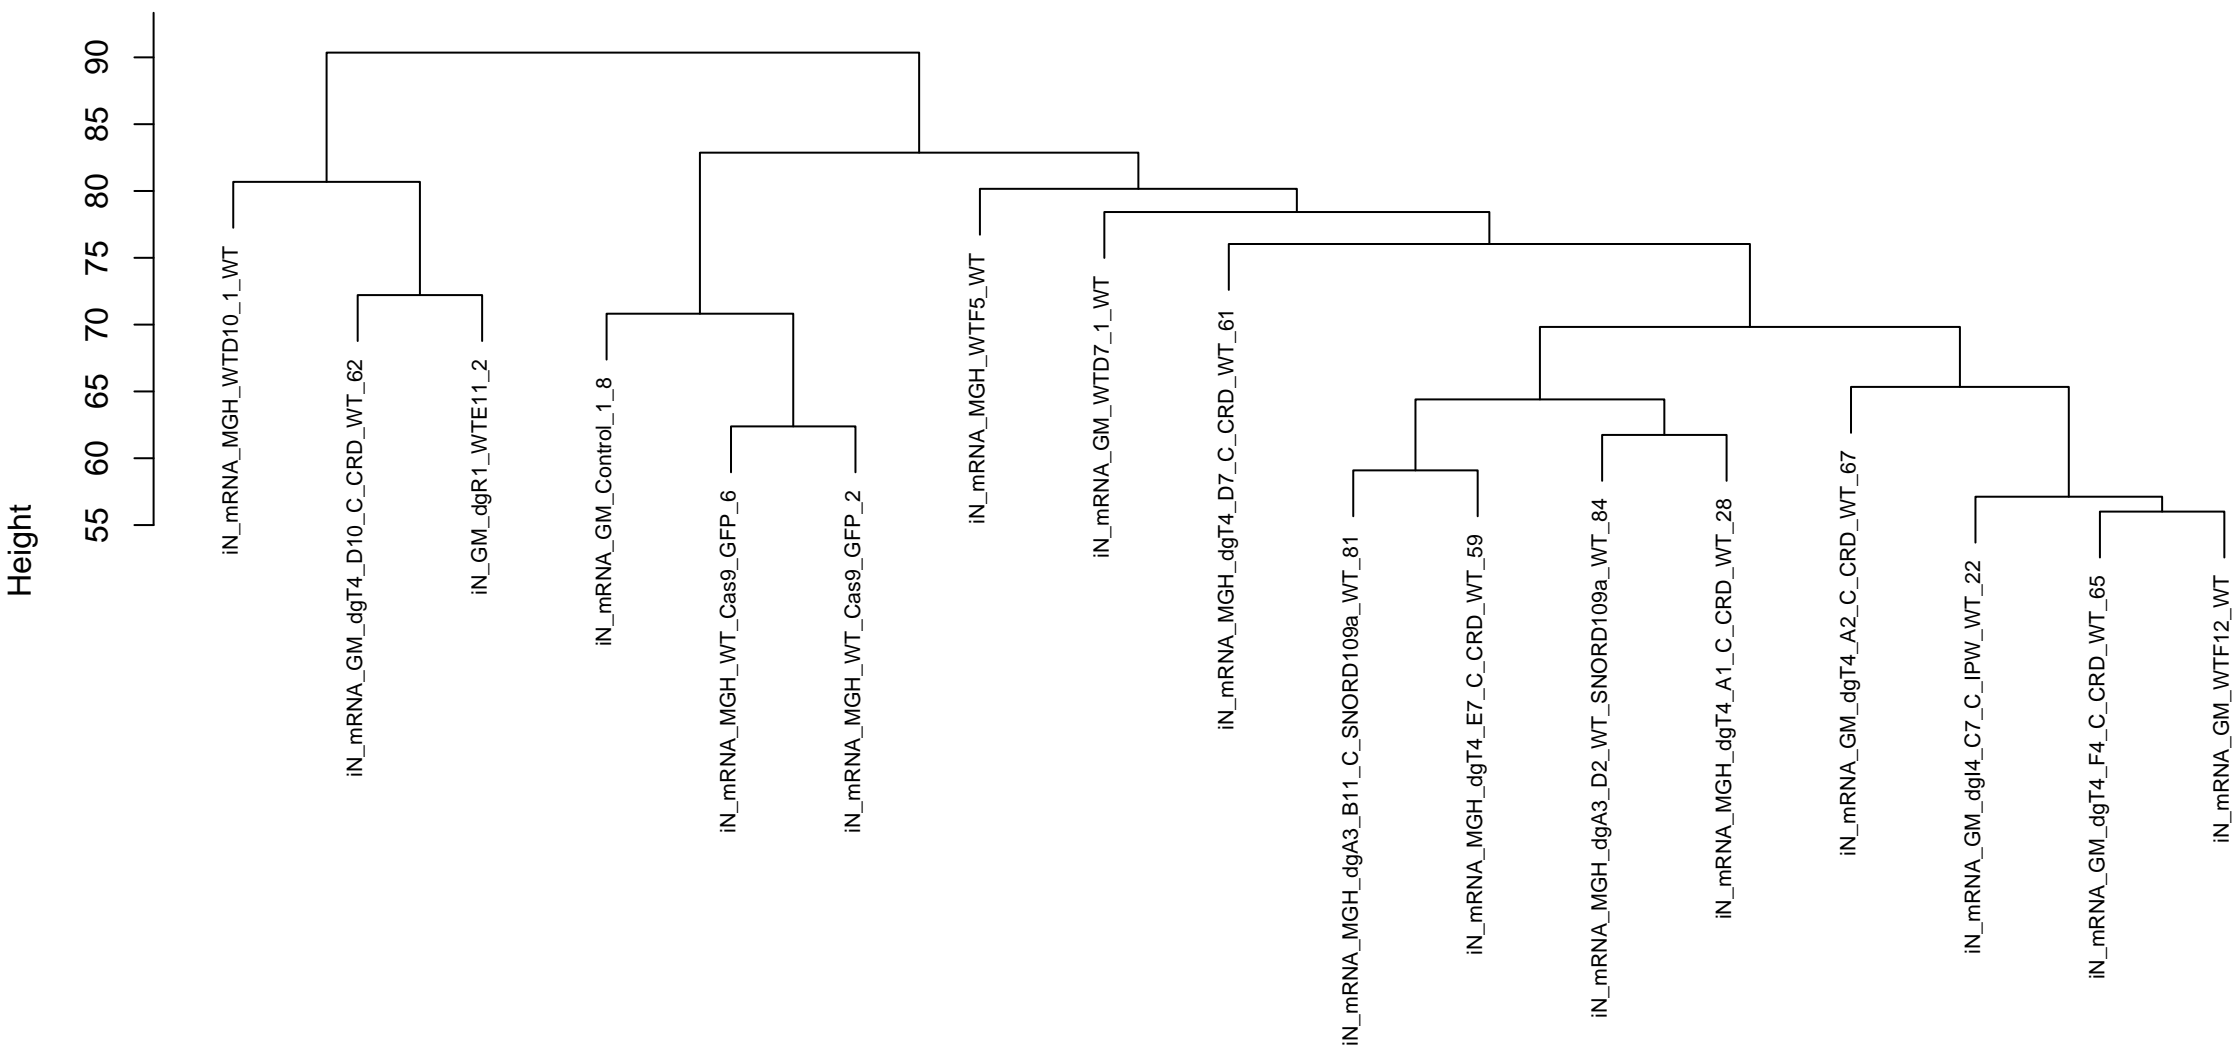 Height
90
85
80
75
70
65
60
55
iN_mRNA_MGH_WTD10_1_WT
iN_mRNA_GM_dgT4_D10_C_CRD_WT_62
iN_GM_dgR1_WTE11_2
iN_mRNA_GM_Control_1_8
iN_mRNA_MGH_WT_Cas9_GFP_6
iN_mRNA_MGH_WT_Cas9_GFP_2
iN_mRNA_MGH_WTF5_WT
iN_mRNA_GM_WTD7_1_WT
iN_mRNA_MGH_dgT4_D7_C_CRD_WT_61
iN_mRNA_MGH_dgA3_B11_C_SNORD109a_WT_81
iN_mRNA_MGH_dgT4_E7_C_CRD_WT_59
iN_mRNA_MGH_dgA3_D2_WT_SNORD109a_WT_84
iN_mRNA_MGH_dgT4_A1_C_CRD_WT_28
iN_mRNA_GM_dgT4_A2_C_CRD_WT_67
iN_mRNA_GM_dgI4_C7_C_IPW_WT_22
iN_mRNA_GM_dgT4_F4_C_CRD_WT_65
iN_mRNA_GM_WTF12_WT